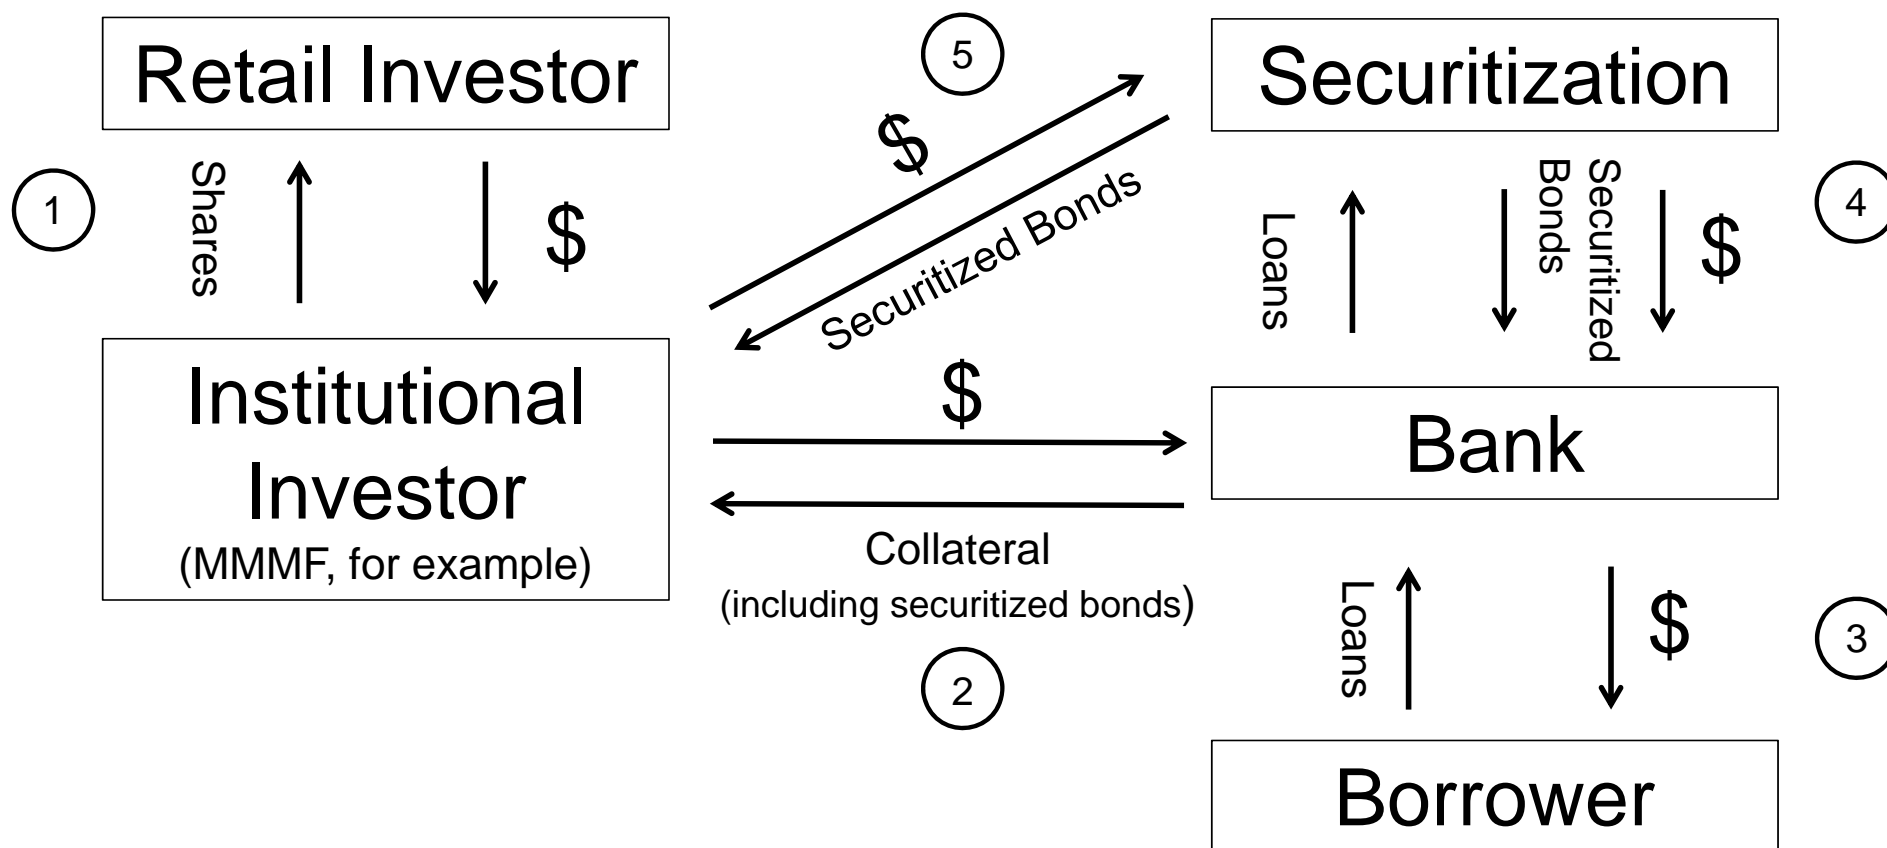 5
Retail Investor
Securitization
$
1
Shares
$
Securitized Bonds
Loans
Securitized
Bonds
$
4
Institutional
Investor
(MMMF, for example)
$
Bank
Collateral
(including securitized bonds)
2
Loans
$
3
Borrower